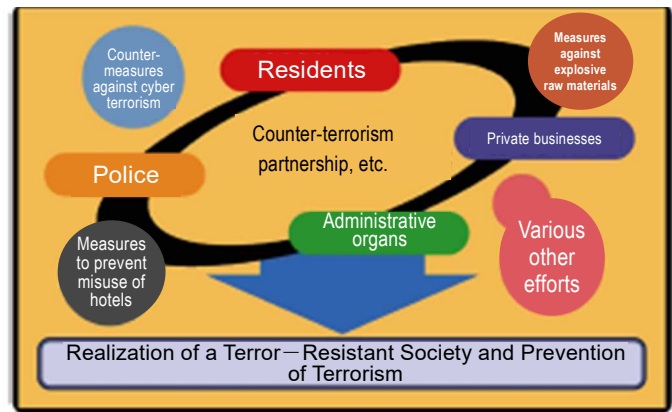 Counter-
measures
against cyber
terrorism
Residents
Measures
against
explosive
raw materials
Counter-terrorism
partnership, etc.
Private businesses
Police
Administrative
organs
Measures
to prevent
misuse of
hotels
Various
other
efforts
Realization of a Terror－Resistant Society and Prevention
of Terrorism